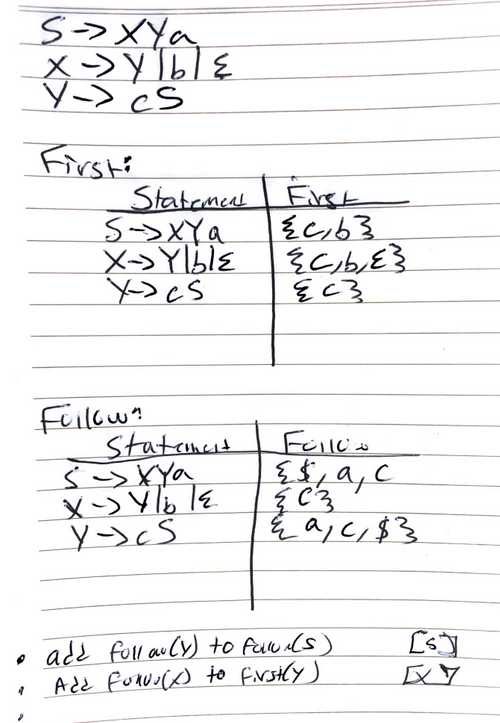 S -> XYa
X -> Y|b|ε
Y -> cS
First:
Statement First
S -> XYa {c,b}
X -> Y|b|ε {c,b,ε}
Y -> cS {c}
Follow:
Statement Follow
S -> XYa {$, a, c
X -> Y|b|ε {c}
Y -> cS {a, c, $}
• add follow(Y) to follow(S) [S]
• Add Follow(X) to first(Y) [X]
•